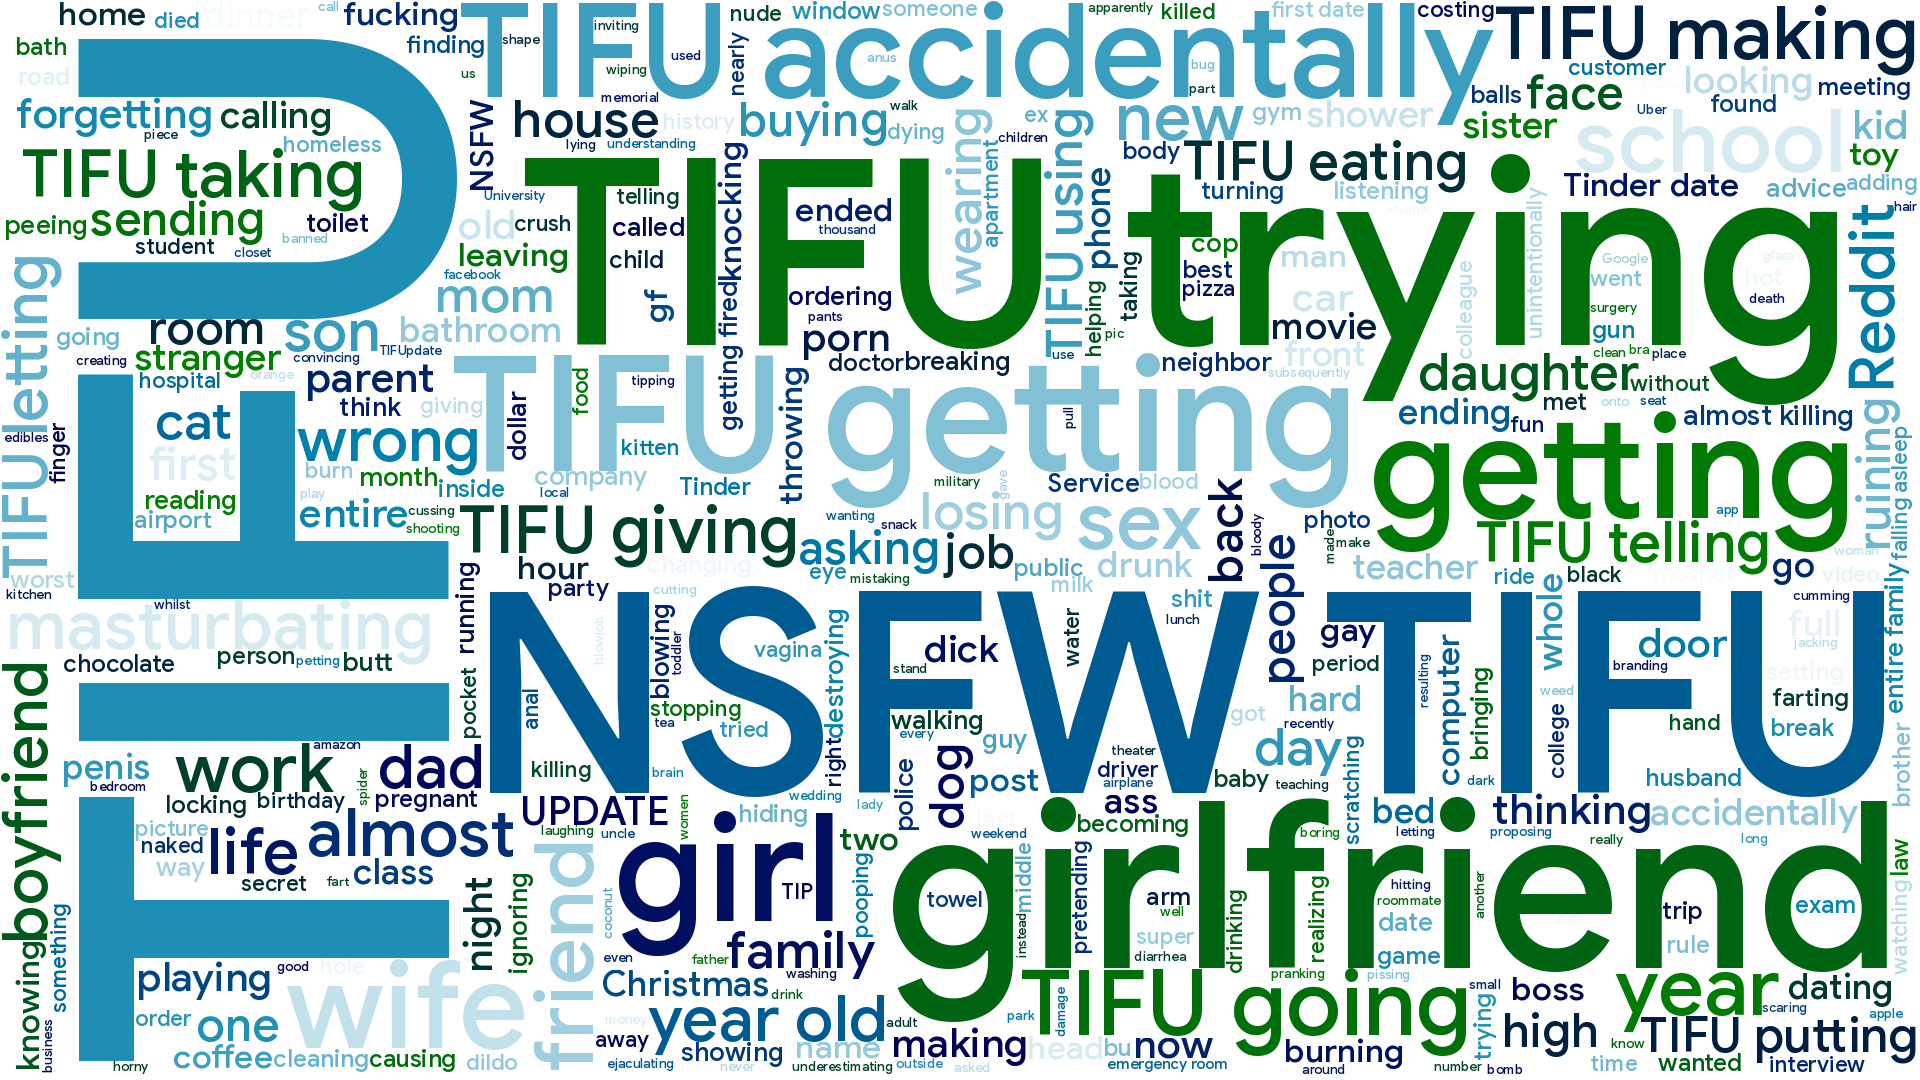 TIFU
TIFU accidentally
TIFU making
TIFU trying
TIFU getting
getting
NSFW TIFU
girlfriend
girl
TIFU taking
TIFU eating
TIFU using
TIFU letting
TIFU giving
TIFU telling
TIFU going
TIFU putting
home
died
dinner
call
fucking
finding
us
shape
inviting
wiping
used
nearly
nude
window
someone
anus
apparently
killed
bug
part
first date
costing
customer
looking
meeting
balls
face
Uber
found
bath
road
forgetting
calling
piece
homeless
peeing
sending
toilet
student
closet
banned
NSFW
house
memorial
history
lying
understanding
buying
walk
dying
wearing
ex
children
new
gym
shower
sister
school
kid
toy
body
University
telling
knocking
ended
thousand
old
crush
called
leaving
child
facebook
apartment
phone
turning
listening
Tinder date
advice
adding
hair
shame
unintentionally
Reddit
cop
man
best
pizza
car
colleague
Google
went
hot
glass
death
taking
helping
pic
going
room
son
mom
bathroom
gf
getting fired
ordering
pants
porn
doctor
breaking
use
neighbor
movie
front
subsequently
surgery
gun
clean
bra
place
creating
stranger
convincing
TIFUpdate
hospital
orange
parent
think
giving
cat
wrong
first
burn
month
reading
play
inside
airport
entire
cussing
shooting
edibles
finger
dollar
food
tipping
kitten
throwing
pull
company
local
Tinder
daughter
without
met
onto
seat
ending
fun
almost killing
ruining
falling asleep
military
gave
Service
blood
wanting
snack
losing
sex
back
bloody
photo
made
make
app
woman
worst
kitchen
whilst
masturbating
hour
party
changing
cutting
asking
eye
mistaking
job
public
milk
drunk
people
teacher
ride
black
mother
go
video
cumming
entire family
running
blowjob
blowing
toddler
vagina
destroying
dick
stand
water
shit
lunch
gay
period
whole
door
full
jacking
branding
setting
chocolate
person
petting
butt
boyfriend
pocket
anal
stopping
tea
tried
walking
every
guy
got
hard
recently
resulting
computer
bringing
weed
college
hand
farting
break
brother
penis
bedroom
amazon
work
dad
locking
birthday
spider
pregnant
killing
brain
right
wedding
lady
police
dog
post
theater
driver
airplane
ass
baby
day
teaching
scratching
dark
husband
picture
naked
way
life
almost
secret
fart
class
UPDATE
laughing
uncle
women
hiding
two
last
weekend
becoming
boring
bed
letting
thinking
proposing
accidentally
really
long
law
night
ignoring
friend
coconut
TIP
pooping
towel
middle
instead
pretending
arm
well
super
diarrhea
drinking
realizing
hitting
roommate
date
game
another
trip
rule
exam
watching
knowing
something
business
playing
good
hole
order
one
wife
coffee
cleaning
causing
dildo
horny
even
father
family
washing
Christmas
drink
money
year old
away
showing
ejaculating
never
adult
name
underestimating
outside
making
asked
park
head
damage
bu
now
emergency room
pranking
pissing
burning
around
small
trying
number
bomb
boss
high
year
know
time
wanted
dating
scaring
apple
interview